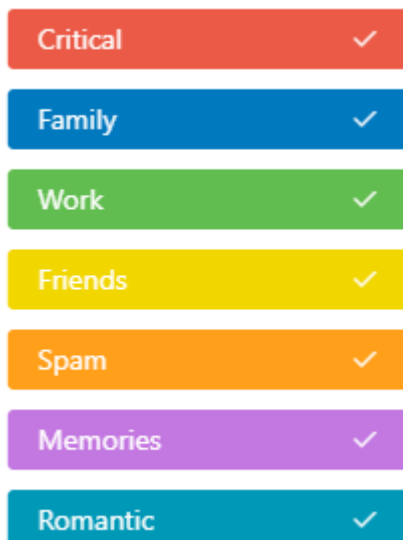 Critical
Family
Work
Friends
Spam
Memories
Romantic